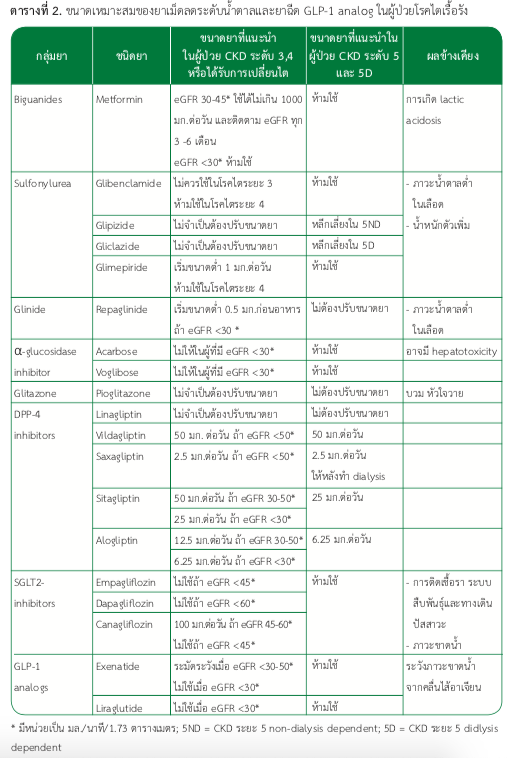 ตารางที่ 2. ขนาดเหมาะสมของยาเม็ดลดระดับน้ำตาลและยาฉีด GLP-1 analog ในผู้ป่วยโรคไตเรื้อรัง
กลุ่มยา ชนิดยา ขนาดยาที่แนะนำ ขนาดยาที่แนะนำใน ผลข้างเคียง
ในผู้ป่วย CKD ระดับ 3,4 ผู้ป่วย CKD ระดับ 5
หรือได้รับการเปลี่ยนไต และ 5D
Biguanides Metformin eGFR 30-45* ใช้ได้ไม่เกิน 1000 ห้ามใช้ การเกิด lactic
มก.ต่อวัน และติดตาม eGFR ทุก acidosis
3 -6 เดือน
eGFR <30* ห้ามใช้
Sulfonylurea Glibenclamide ไม่ควรใช้ในโรคไตระยะ 3 ห้ามใช้ - ภาวะน้ำตาลต่ำ
ห้ามใช้ในโรคไตระยะ 4 ในเลือด
Glipizide ไม่จำเป็นต้องปรับขนาดยา หลีกเลี่ยงใน 5ND - น้ำหนักตัวเพิ่ม
Gliclazide ไม่จำเป็นต้องปรับขนาดยา หลีกเลี่ยงใน 5D
Glimepiride เริ่มขนาดต่ำ 1 มก.ต่อวัน ห้ามใช้
ห้ามใช้ในโรคไตระยะ 4
Glinide Repaglinide เริ่มขนาดต่ำ 0.5 มก.ก่อนอาหาร ไม่ต้องปรับขนาดยา - ภาวะน้ำตาลต่ำ
ถ้า eGFR <30 * ในเลือด
α-glucosidase Acarbose ไม่ให้ในผู้ที่มี eGFR <30* ห้ามใช้ อาจมี hepatotoxicity
inhibitor Voglibose ไม่ให้ในผู้ที่มี eGFR <30* ห้ามใช้
Glitazone Pioglitazone ไม่จำเป็นต้องปรับขนาดยา ไม่ต้องปรับขนาดยา บวม หัวใจวาย
DPP-4 Linagliptin ไม่จำเป็นต้องปรับขนาดยา ไม่ต้องปรับขนาดยา
inhibitors Vildagliptin 50 มก. ต่อวัน ถ้า eGFR <50* 50 มก.ต่อวัน
Saxagliptin 2.5 มก.ต่อวัน ถ้า eGFR <50* 2.5 มก.ต่อวัน
ให้หลังทำ dialysis
Sitagliptin 50 มก.ต่อวัน ถ้า eGFR 30-50* 25 มก.ต่อวัน
25 มก.ต่อวัน ถ้า eGFR <30*
Alogliptin 12.5 มก.ต่อวัน ถ้า eGFR 30-50* 6.25 มก.ต่อวัน
6.25 มก.ต่อวัน ถ้า eGFR <30*
SGLT2- Empagliflozin ไม่ใช้ถ้า eGFR <45* ห้ามใช้ - การติดเชื้อรา ระบบ
inhibitors Dapagliflozin ไม่ใช้ถ้า eGFR <60* สืบพันธุ์และทางเดิน
Canagliflozin 100 มก.ต่อวัน ถ้า eGFR 45-60* ปัสสาวะ
ไม่ใช้ถ้า eGFR <45* - ภาวะขาดน้ำ
GLP-1 Exenatide ระมัดระวังเมื่อ eGFR <30-50* ห้ามใช้ ระวังภาวะขาดน้ำ
analogs ไม่ใช้เมื่อ eGFR <30* จากคลื่นไส้อาเจียน
Liraglutide ไม่ใช้เมื่อ eGFR <30* ห้ามใช้
* มีหน่วยเป็น มล./นาที/1.73 ตารางเมตร; 5ND = CKD ระยะ 5 non-dialysis dependent; 5D = CKD ระยะ 5 didlysis
dependent